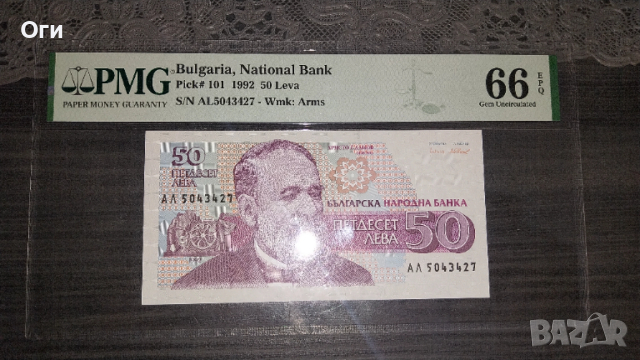 Оги
PMG
PAPER MONEY GUARANTY
Bulgaria, National Bank
Pick# 101 1992 50 Leva
S/N AL5043427 - Wmk: Arms
66 EPQ
Gem Uncirculated
50
ПЕТДЕСЕТ
ЛЕВА
АЛ 5043427
БЪЛГАРСКА НАРОДНА БАНКА
ПЕТДЕСЕТ
ЛЕВА
50
АЛ 5043427
BAZAR